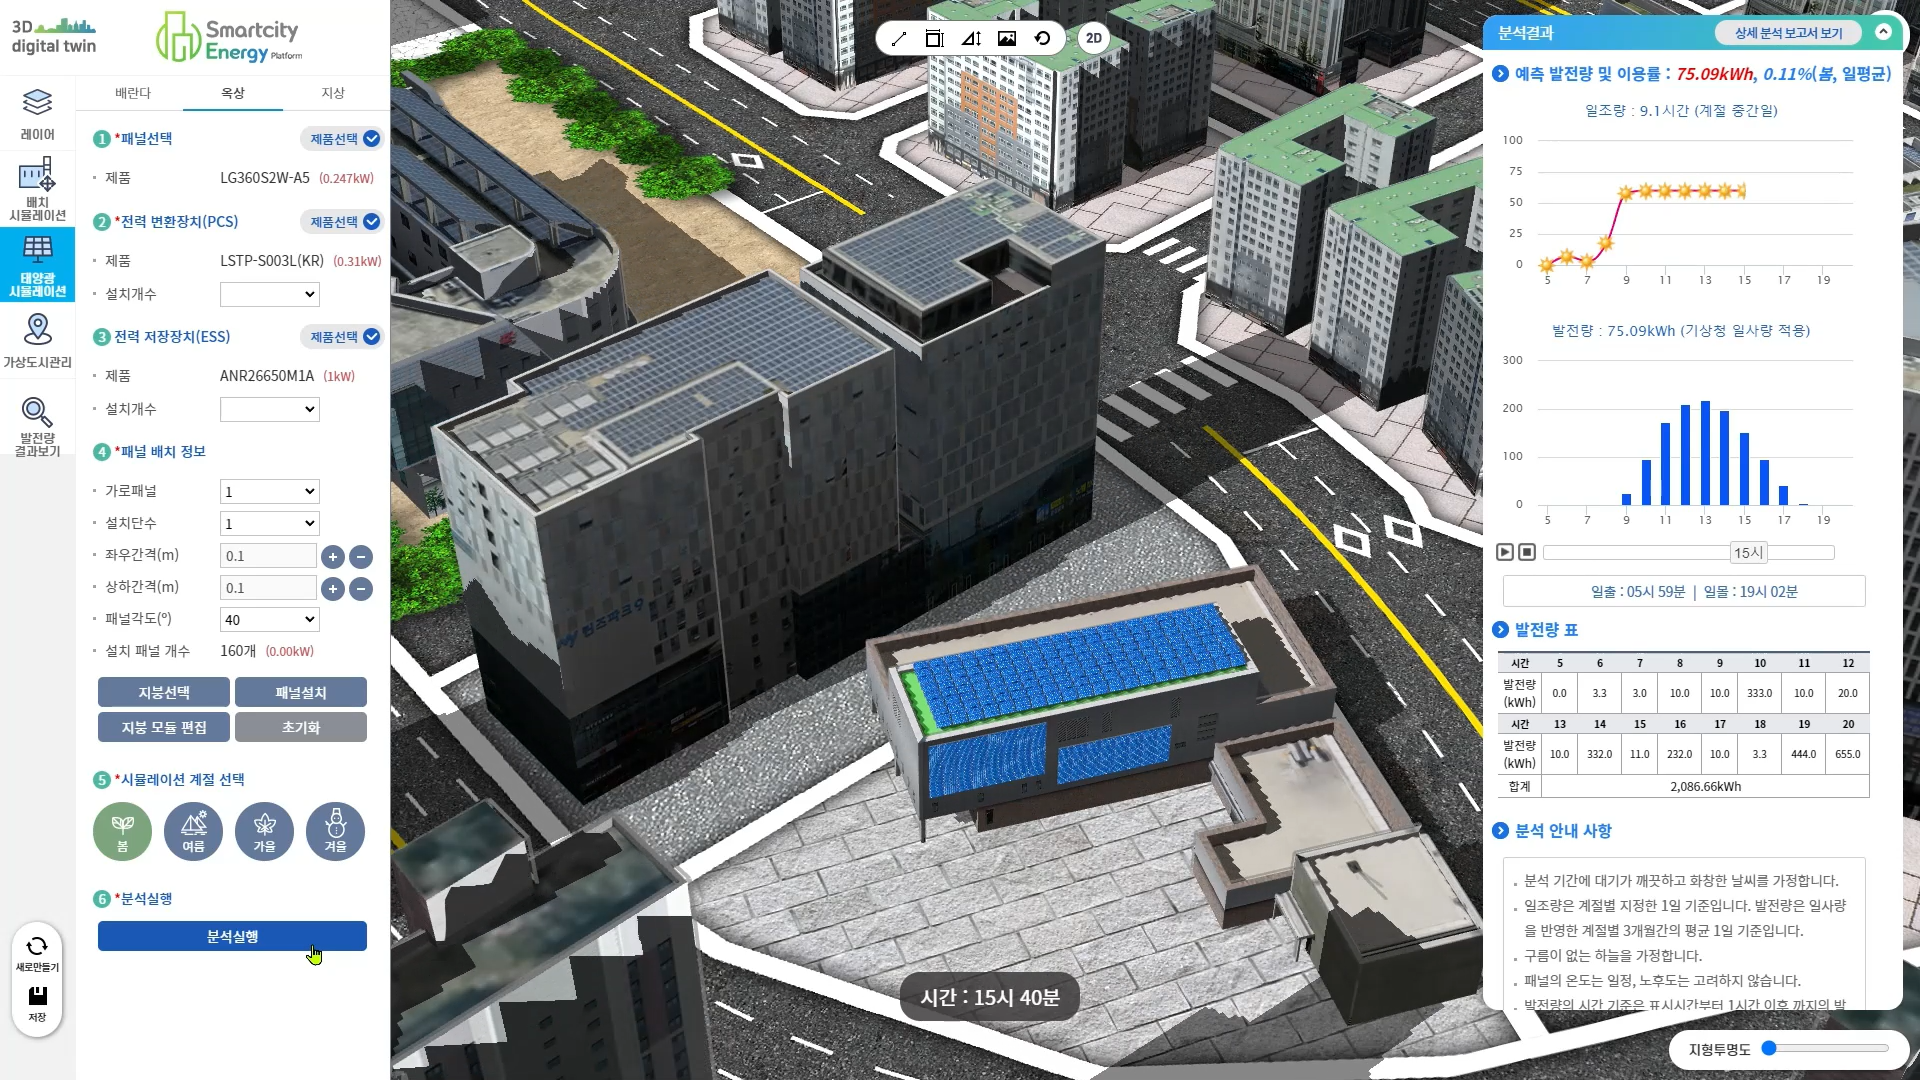 3D
digital twin
Smartcity
Energy Platform
레이어
배치
시뮬레이션
태양광
시뮬레이션
가상도시관리
발전량
결과보기
새로만들기
저장
배란다 옥상 지상
1 *패널선택 제품선택
제품 LG360S2W-A5 (0.247kW)
2 *전력 변환장치(PCS) 제품선택
제품 LSTP-S003L(KR) (0.31kW)
설치개수
3 전력 저장장치(ESS) 제품선택
제품 ANR26650M1A (1kW)
설치개수
4 *패널 배치 정보
가로패널 1
설치단수 1
좌우간격(m) 0.1 + −
상하간격(m) 0.1 + −
패널각도(º) 40
설치 패널 개수 160개 (0.00kW)
지붕선택 패널설치
지붕 모듈 편집 초기화
5 *시뮬레이션 계절 선택
봄 여름 가을 겨울
6 *분석실행
분석실행
2D
시간 : 15시 40분
분석결과 상세 분석 보고서 보기
예측 발전량 및 이용률 : 75.09kWh, 0.11%(봄, 일평균)
일조량 : 9.1시간 (계절 중간일)
100
75
50
25
0
5 7 9 11 13 15 17 19
발전량 : 75.09kWh (기상청 일사량 적용)
300
200
100
0
5 7 9 11 13 15 17 19
15시
일출 : 05시 59분 | 일몰 : 19시 02분
발전량 표
시간 5 6 7 8 9 10 11 12
발전량
(kWh) 0.0 3.3 3.0 10.0 10.0 333.0 10.0 20.0
시간 13 14 15 16 17 18 19 20
발전량
(kWh) 10.0 332.0 11.0 232.0 10.0 3.3 444.0 655.0
합계 2,086.66kWh
분석 안내 사항
분석 기간에 대기가 깨끗하고 화창한 날씨를 가정합니다.
일조량은 계절별 지정한 1일 기준입니다. 발전량은 일사량
을 반영한 계절별 3개월간의 평균 1일 기준입니다.
구름이 없는 하늘을 가정합니다.
패널의 온도는 일정, 노후도는 고려하지 않습니다.
발전량의 시간 기준은 표시시간부터 1시간 이후 까지의 발
지형투명도